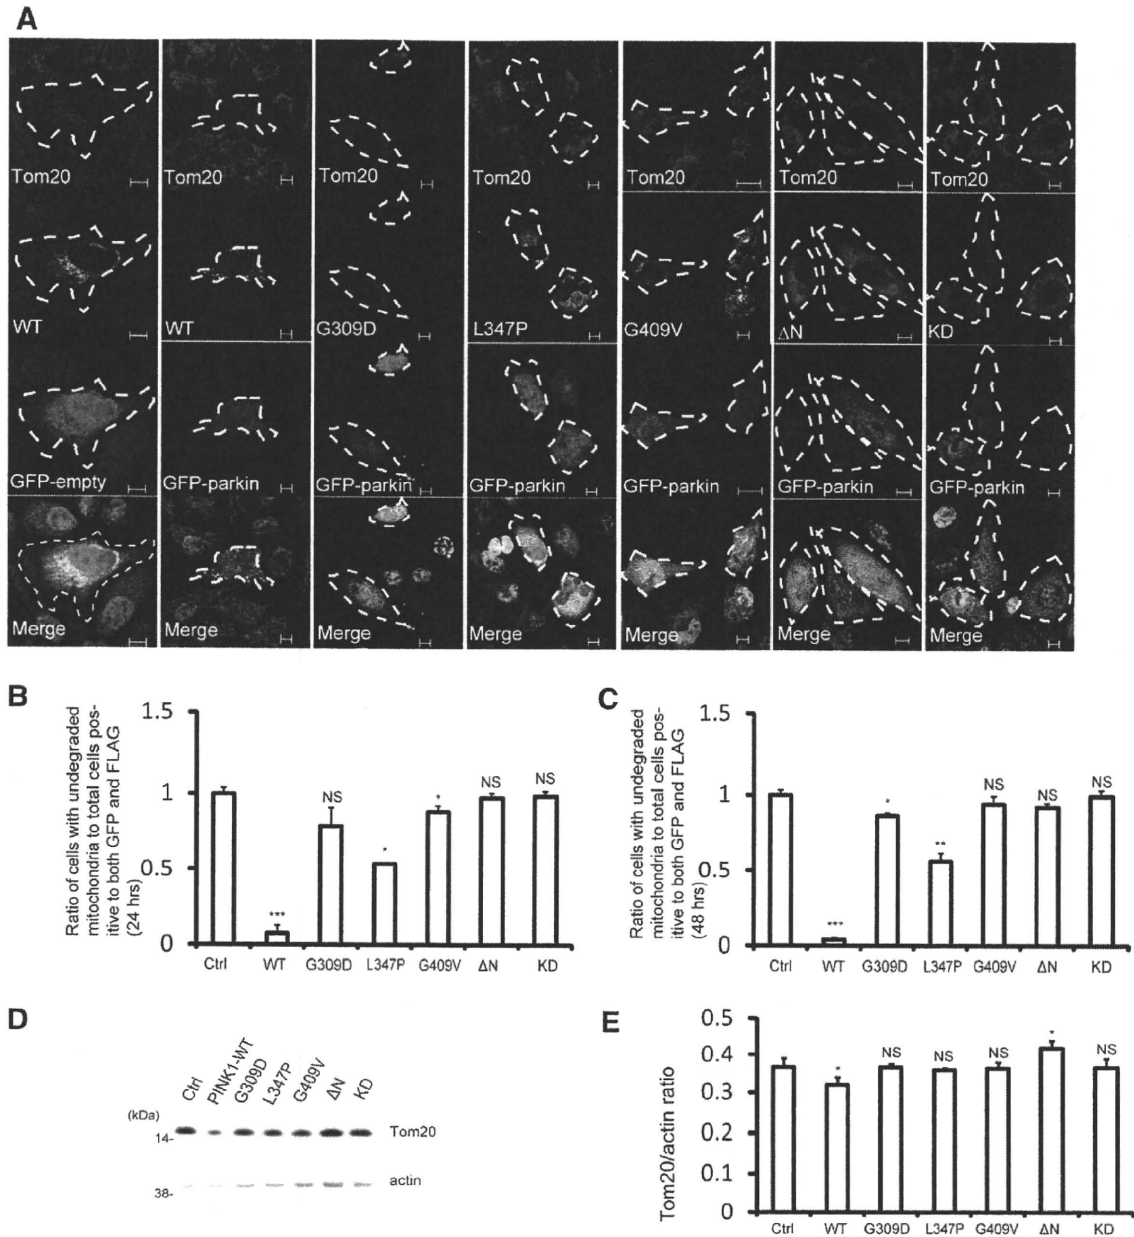 A
Tom20 Tom20 Tom20 Tom20 Tom20 Tom20 Tom20
WT WT G309D L347P G409V ΔN KD
GFP-empty GFP-parkin GFP-parkin GFP-parkin GFP-parkin GFP-parkin GFP-parkin
Merge Merge Merge Merge Merge Merge Merge
B
Ratio of cells with undegraded
mitochondria to total cells pos-
itive to both GFP and FLAG
(24 hrs)
1.5
1
0.5
0
*** NS * * NS NS
Ctrl WT G309D L347P G409V ΔN KD
C
Ratio of cells with undegraded
mitochondria to total cells pos-
itive to both GFP and FLAG
(48 hrs)
1.5
1
0.5
0
*** * ** NS NS NS
Ctrl WT G309D L347P G409V ΔN KD
D
Ctrl PINK1-WT G309D L347P G409V ΔN KD
(kDa)
14- Tom20
38- actin
E
Tom20/actin ratio
0.5
0.4
0.3
0.2
0.1
0
* NS NS NS * NS
Ctrl WT G309D L347P G409V ΔN KD